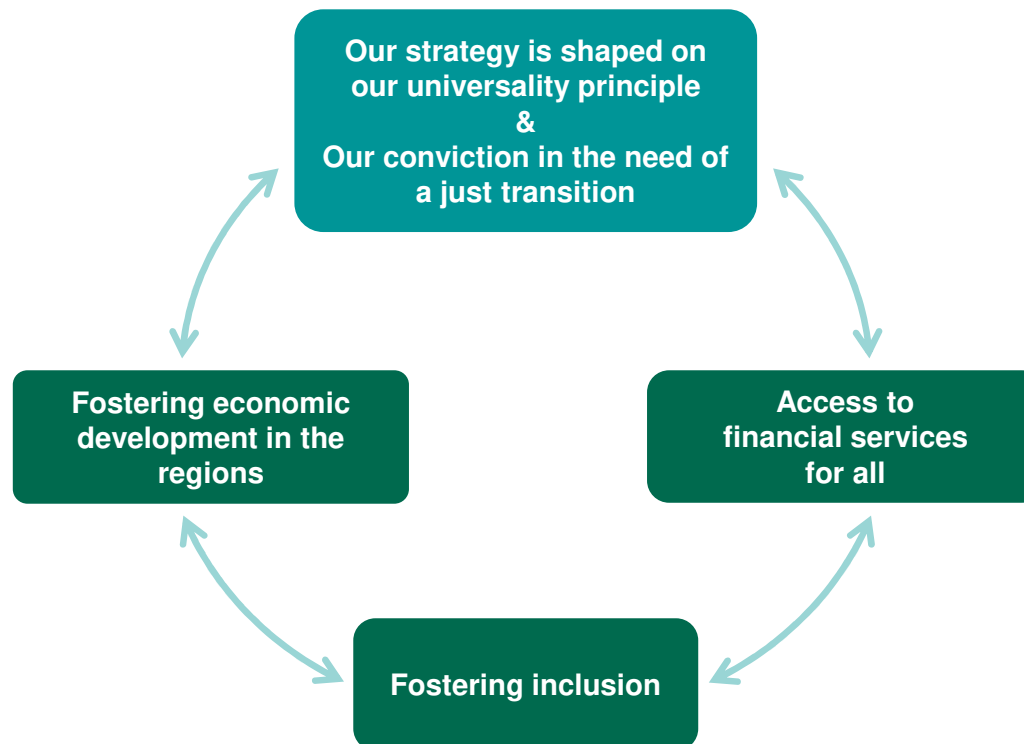 Our strategy is shaped on
our universality principle
&
Our conviction in the need of
a just transition
Fostering economic
development in the
regions
Access to
financial services
for all
Fostering inclusion